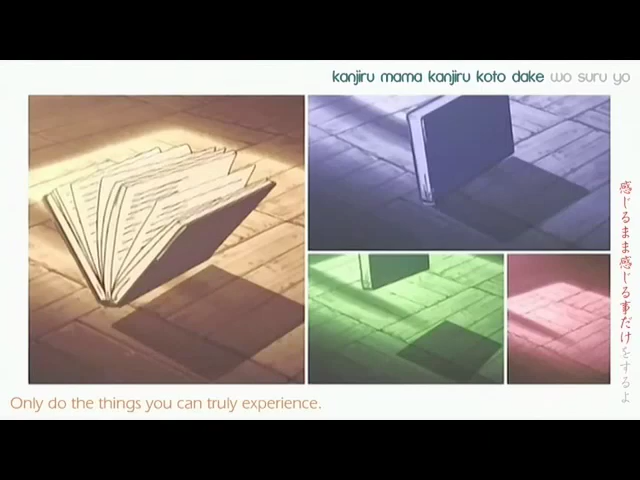 kanjiru mama kanjiru koto dake wo suru yo
感じるまま感じる事だけをするよ
Only do the things you can truly experience.